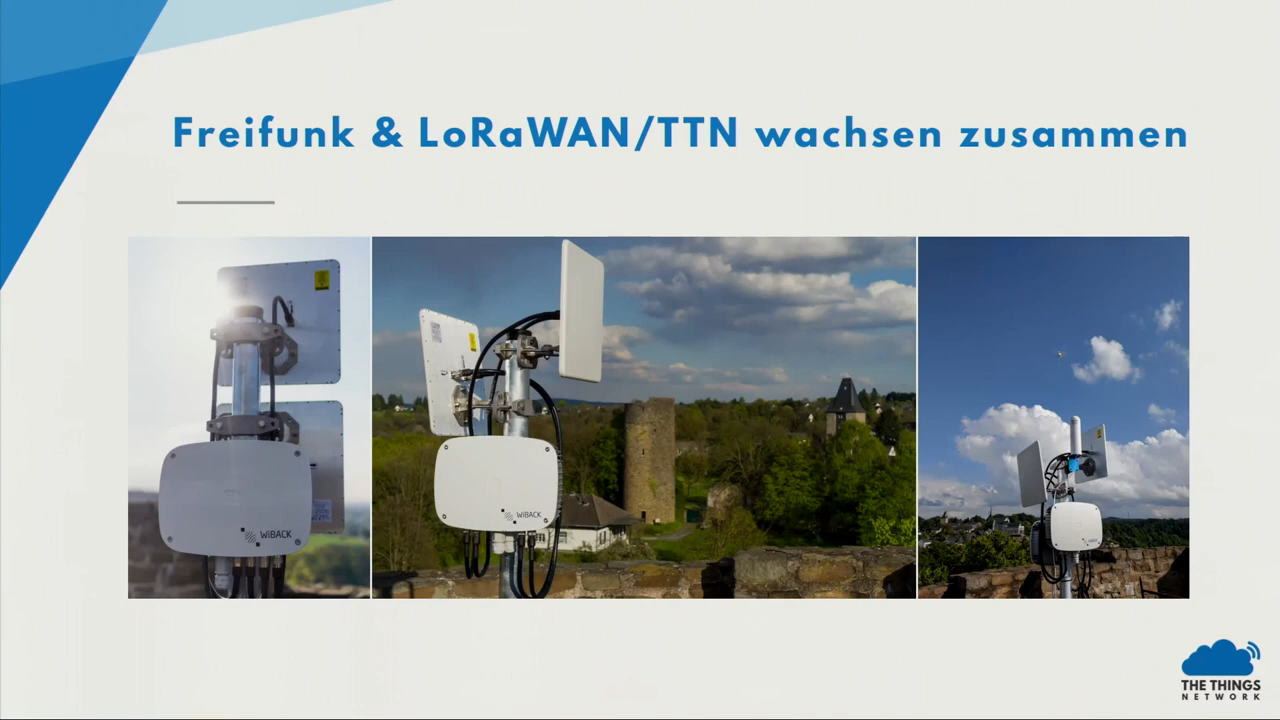 Freifunk & LoRaWAN/TTN wachsen zusammen
WiBACK
WiBACK
THE THINGS
NETWORK